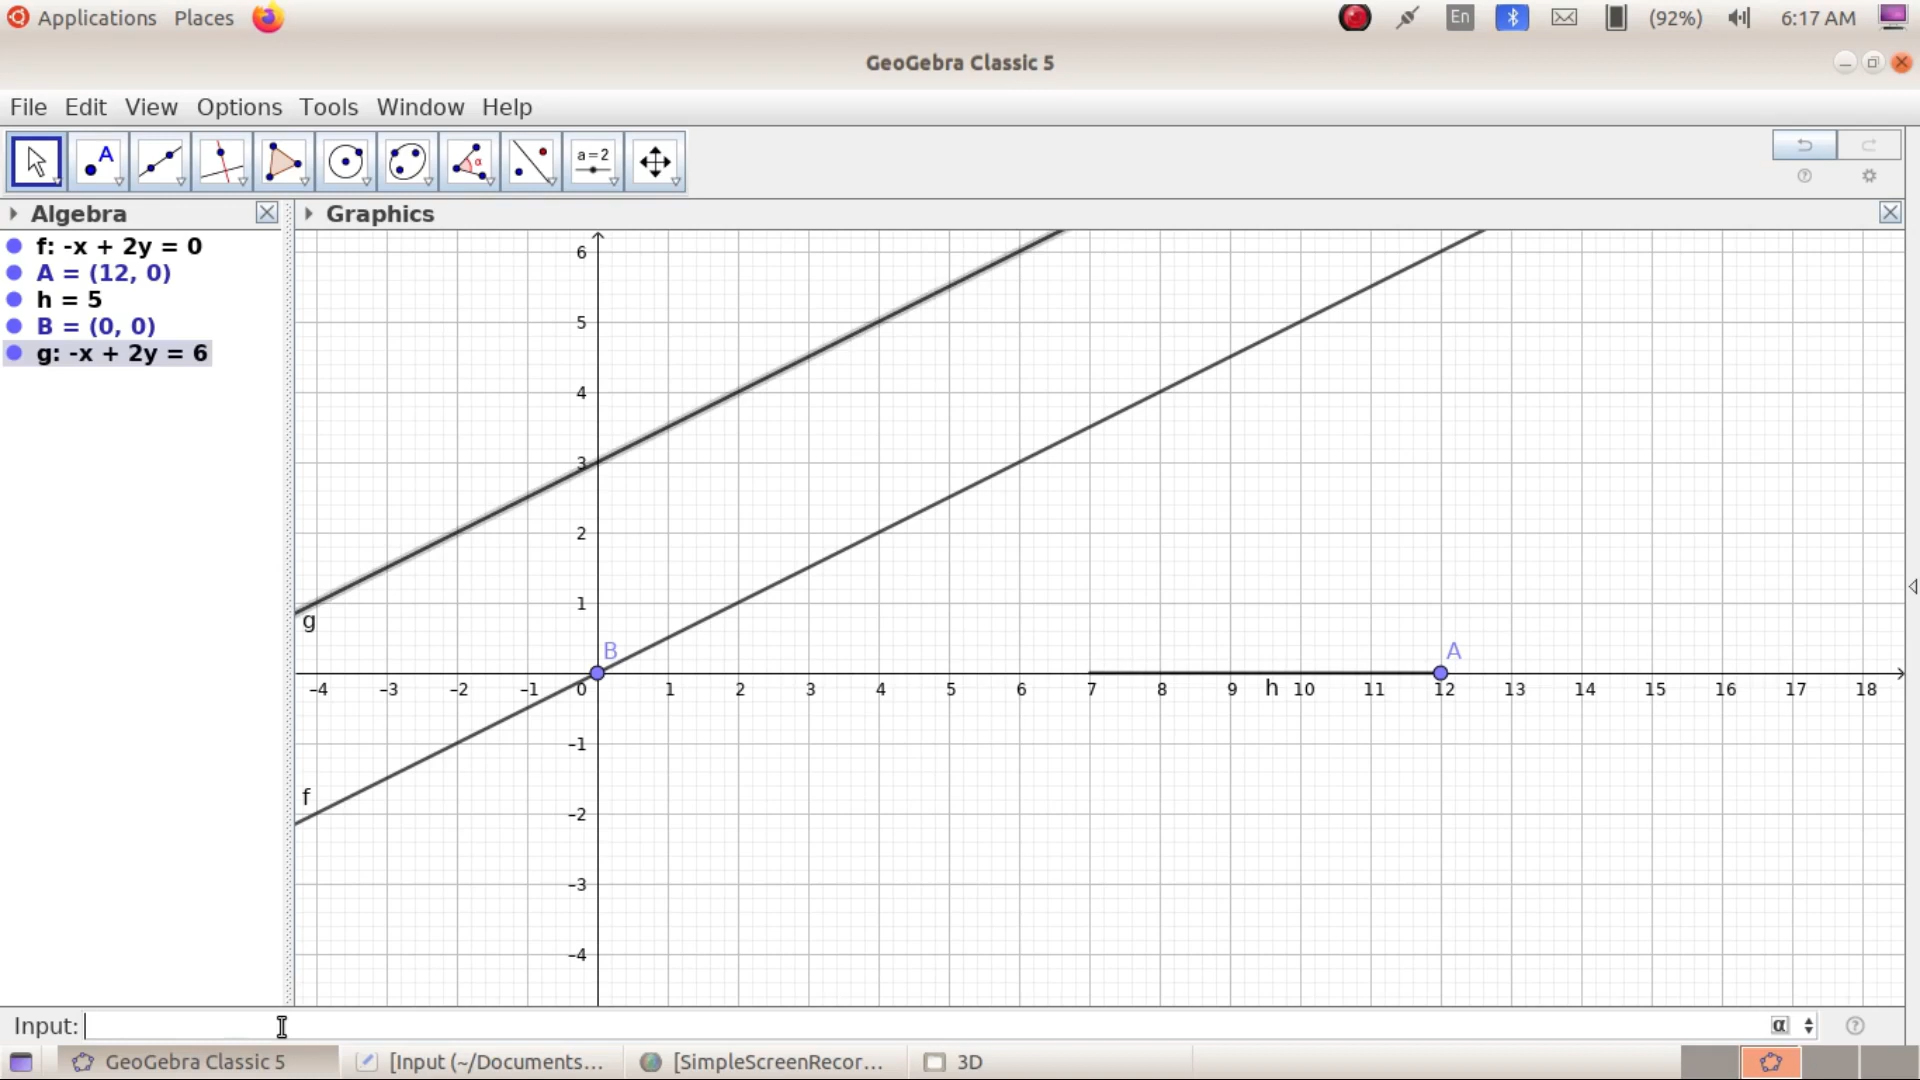 Applications Places En (92%) 6:17 AM
GeoGebra Classic 5
File Edit View Options Tools Window Help
A α a=2
Algebra Graphics
f: -x + 2y = 0
A = (12, 0)
h = 5
B = (0, 0)
g: -x + 2y = 6
6
5
4
3
2
1
g
B A
–4 –3 –2 –1 0 1 2 3 4 5 6 7 8 9 h 10 11 12 13 14 15 16 17 18
–1
f
–2
–3
–4
Input: α
GeoGebra Classic 5 [Input (~/Documents... [SimpleScreenRecor... 3D